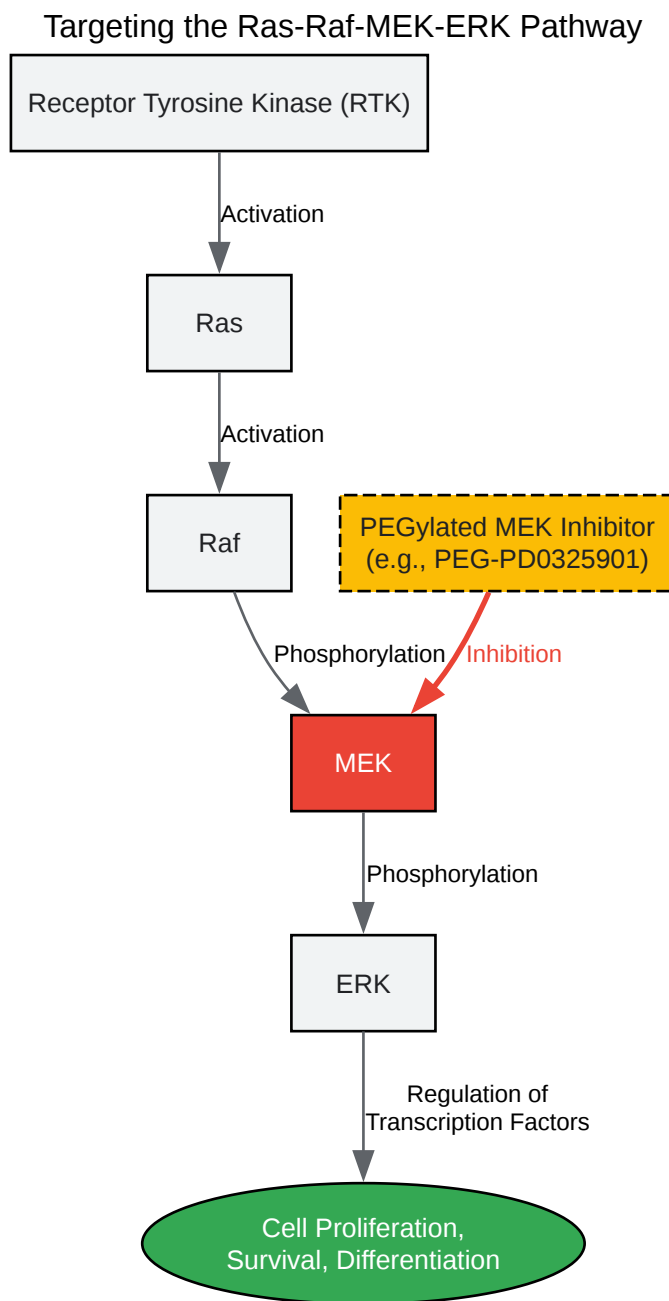 Targeting the Ras-Raf-MEK-ERK Pathway
Receptor Tyrosine Kinase (RTK)
Activation
Ras
Activation
Raf
PEGylated MEK Inhibitor
(e.g., PEG-PD0325901)
Phosphorylation
Inhibition
MEK
Phosphorylation
ERK
Regulation of
Transcription Factors
Cell Proliferation,
Survival, Differentiation